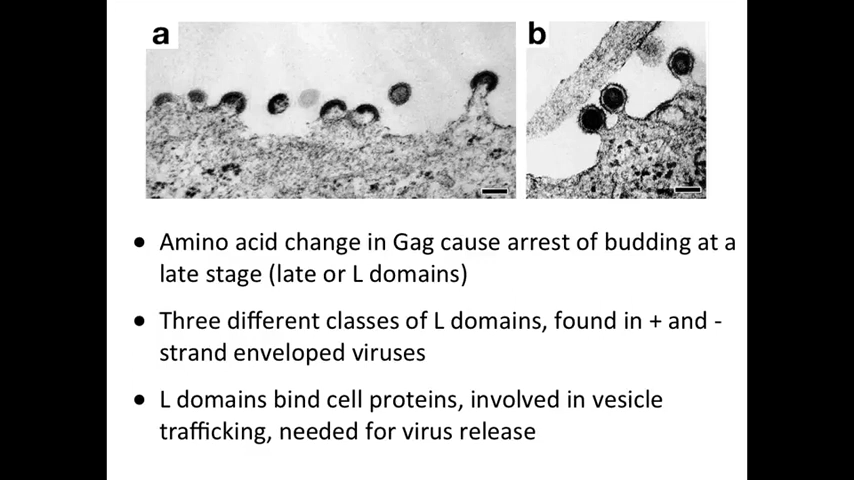 a
b
● Amino acid change in Gag cause arrest of budding at a
late stage (late or L domains)
● Three different classes of L domains, found in + and -
strand enveloped viruses
● L domains bind cell proteins, involved in vesicle
trafficking, needed for virus release